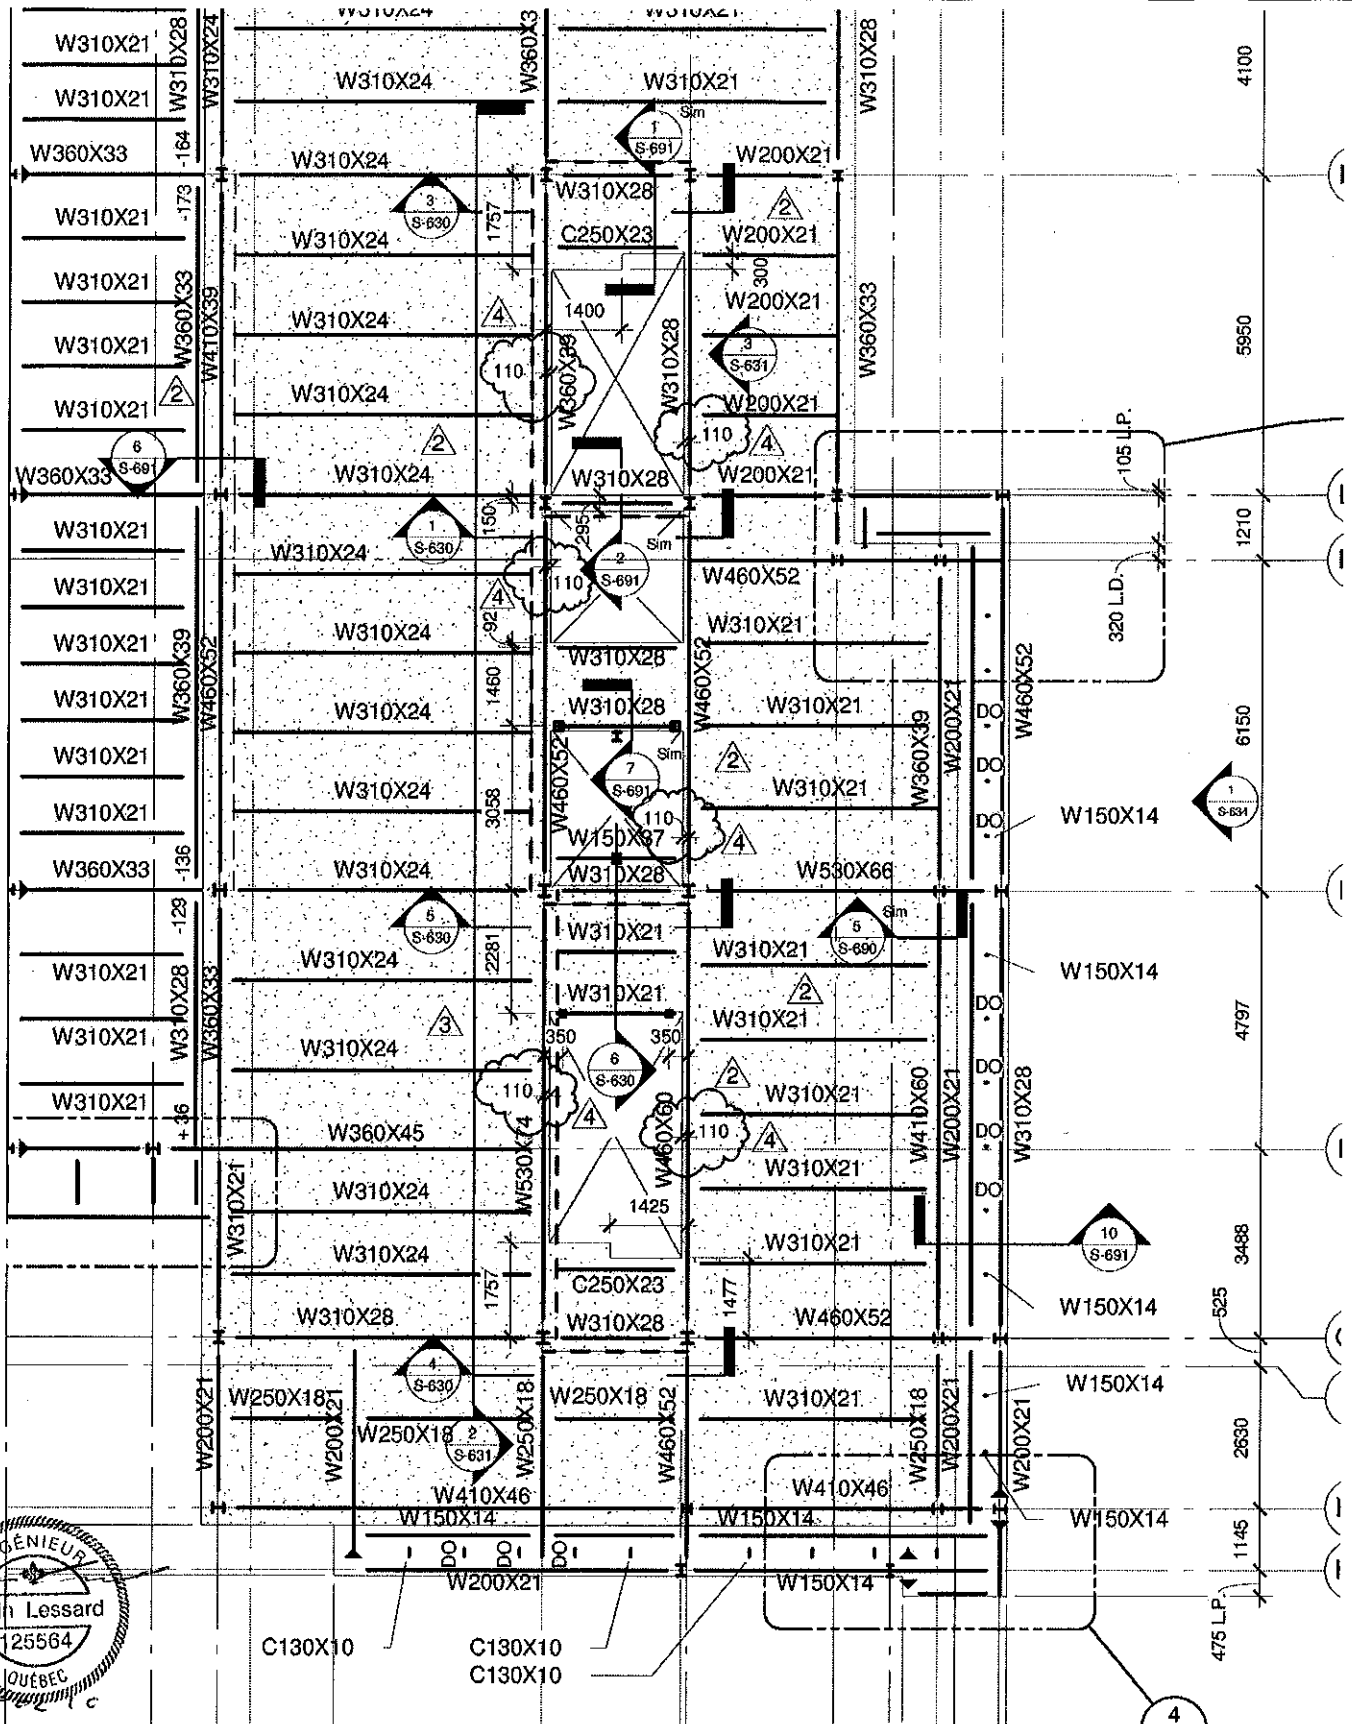 W310X24
W310X21
W310X21
W310X28
W310X24
W360X3
W310X28
4100
W310X21
W310X24
W310X21
1
S-691
Sim
W360X33
-164
W310X24
W310X28
W200X21
3
S-630
2
W310X21
-173
1757
W310X24
C250X23
W200X21
300
W310X21
W360X33
W410X39
W310X24
4
1400
W200X21
W360X33
5950
W310X21
2
110
W360X39
W310X28
3
S-631
W310X21
W310X24
W200X21
110
4
105 L.P.
6
S-691
2
W360X33
W310X24
W310X28
W200X21
W310X21
1
S-630
150
295
Sim
1210
W310X24
110
2
S-691
W460X52
W310X21
4
92
W310X24
W310X21
320 L.D.
W310X21
W360X39
W460X52
W310X28
W460X52
W460X52
W310X21
1460
W310X24
W310X28
W310X21
DO
W360X39
W200X21
6150
W310X21
W460X52
7
S-691
Sim
2
DO
W310X24
3058
W310X21
1
S-634
W310X21
110
4
DO
W150X14
W360X33
-136
W310X24
W150X37
W310X28
W530X66
-129
5
S-630
W310X21
5
S-690
Sim
W310X21
W310X28
W360X33
W310X24
2281
W310X21
W310X21
2
DO
W150X14
W310X21
3
W310X24
350
350
W310X21
4797
6
S-630
2
DO
W310X21
110
4
W310X21
W410X60
W200X21
W310X28
+36
W360X45
W530X74
W460X60
110
4
DO
W310X21
W310X24
W310X21
DO
1425
10
S-691
3488
W310X24
1757
C250X23
W310X21
1477
W310X28
W310X28
W460X52
W150X14
525
4
S-630
W200X21
W250X18
W200X21
W250X18
W250X18
W250X18
W460X52
W310X21
W250X18
W200X21
W200X21
W150X14
2
S-631
2630
W410X46
W410X46
W150X14
W150X14
W150X14
DO
DO
DO
W200X21
W150X14
1145
475 L.P.
C130X10
C130X10
C130X10
Lessard
125564
QUÉBEC
4